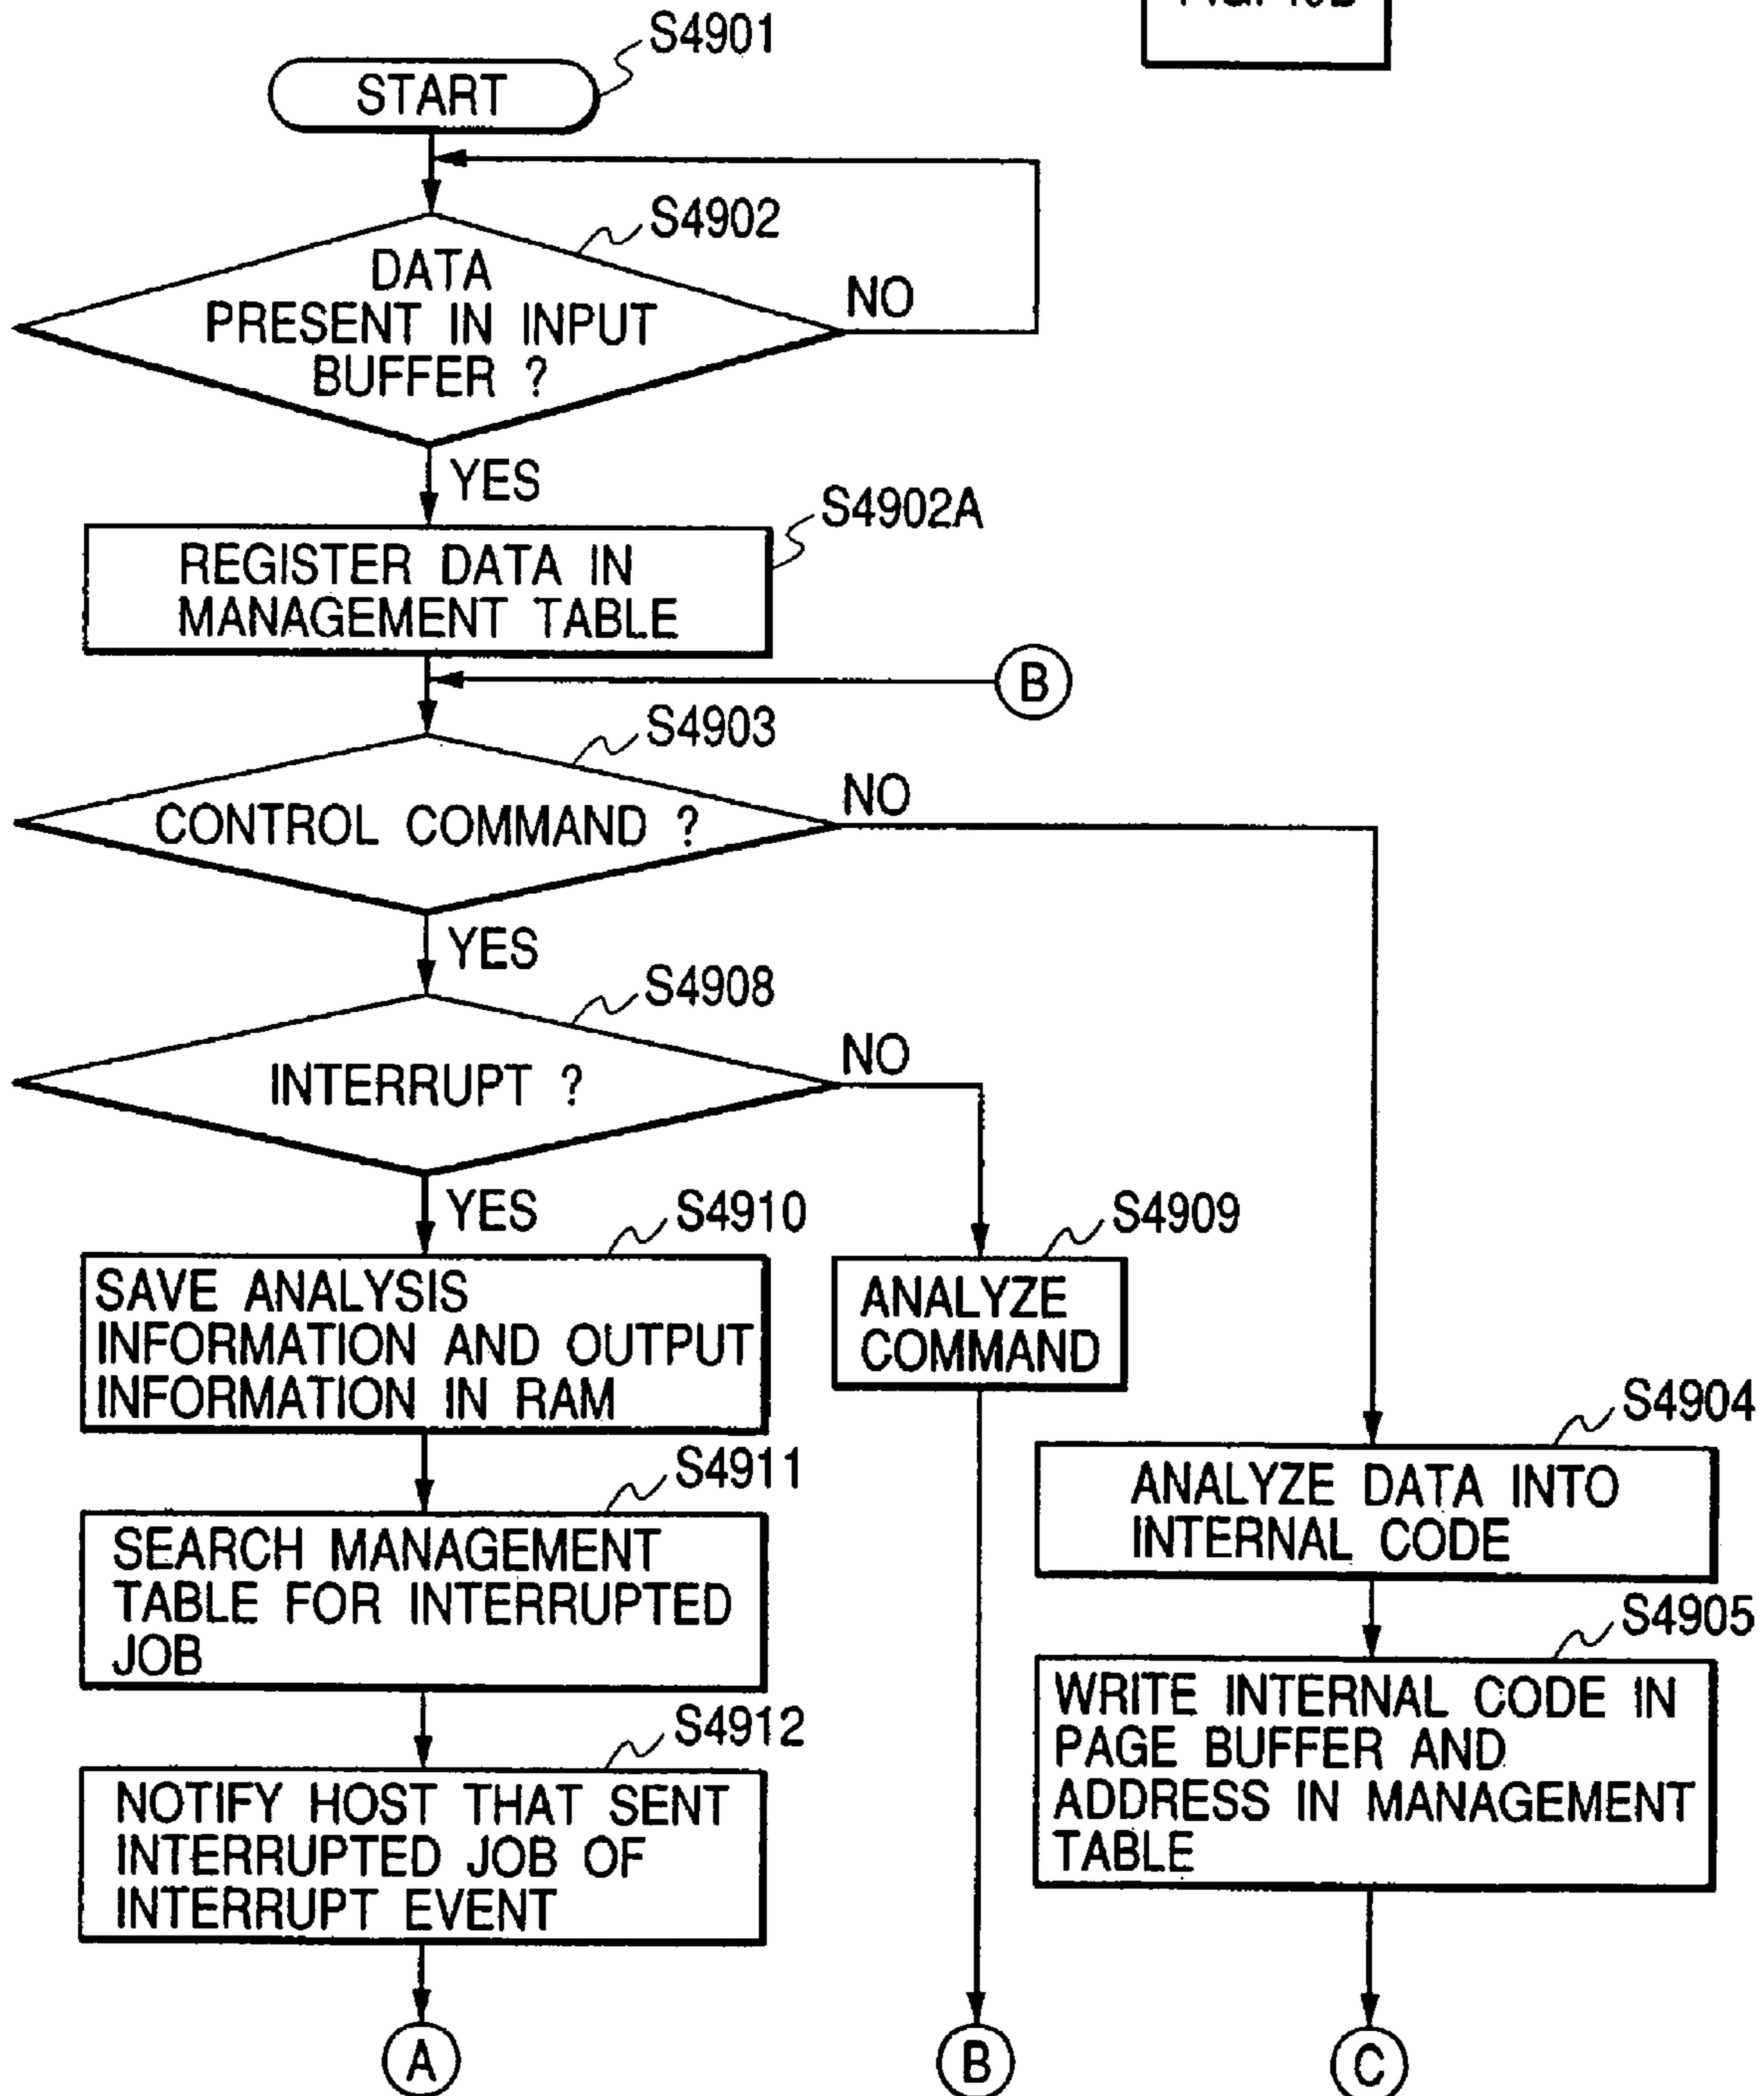 S4901
START
S4902
DATA
PRESENT IN INPUT
BUFFER ?
NO
YES
S4902A
REGISTER DATA IN
MANAGEMENT TABLE
B
S4903
CONTROL COMMAND ?
NO
YES
S4908
INTERRUPT ?
NO
YES
S4910
SAVE ANALYSIS
INFORMATION AND OUTPUT
INFORMATION IN RAM
S4909
ANALYZE
COMMAND
S4904
ANALYZE DATA INTO
INTERNAL CODE
S4911
SEARCH MANAGEMENT
TABLE FOR INTERRUPTED
JOB
S4905
WRITE INTERNAL CODE IN
PAGE BUFFER AND
ADDRESS IN MANAGEMENT
TABLE
S4912
NOTIFY HOST THAT SENT
INTERRUPTED JOB OF
INTERRUPT EVENT
A
B
C